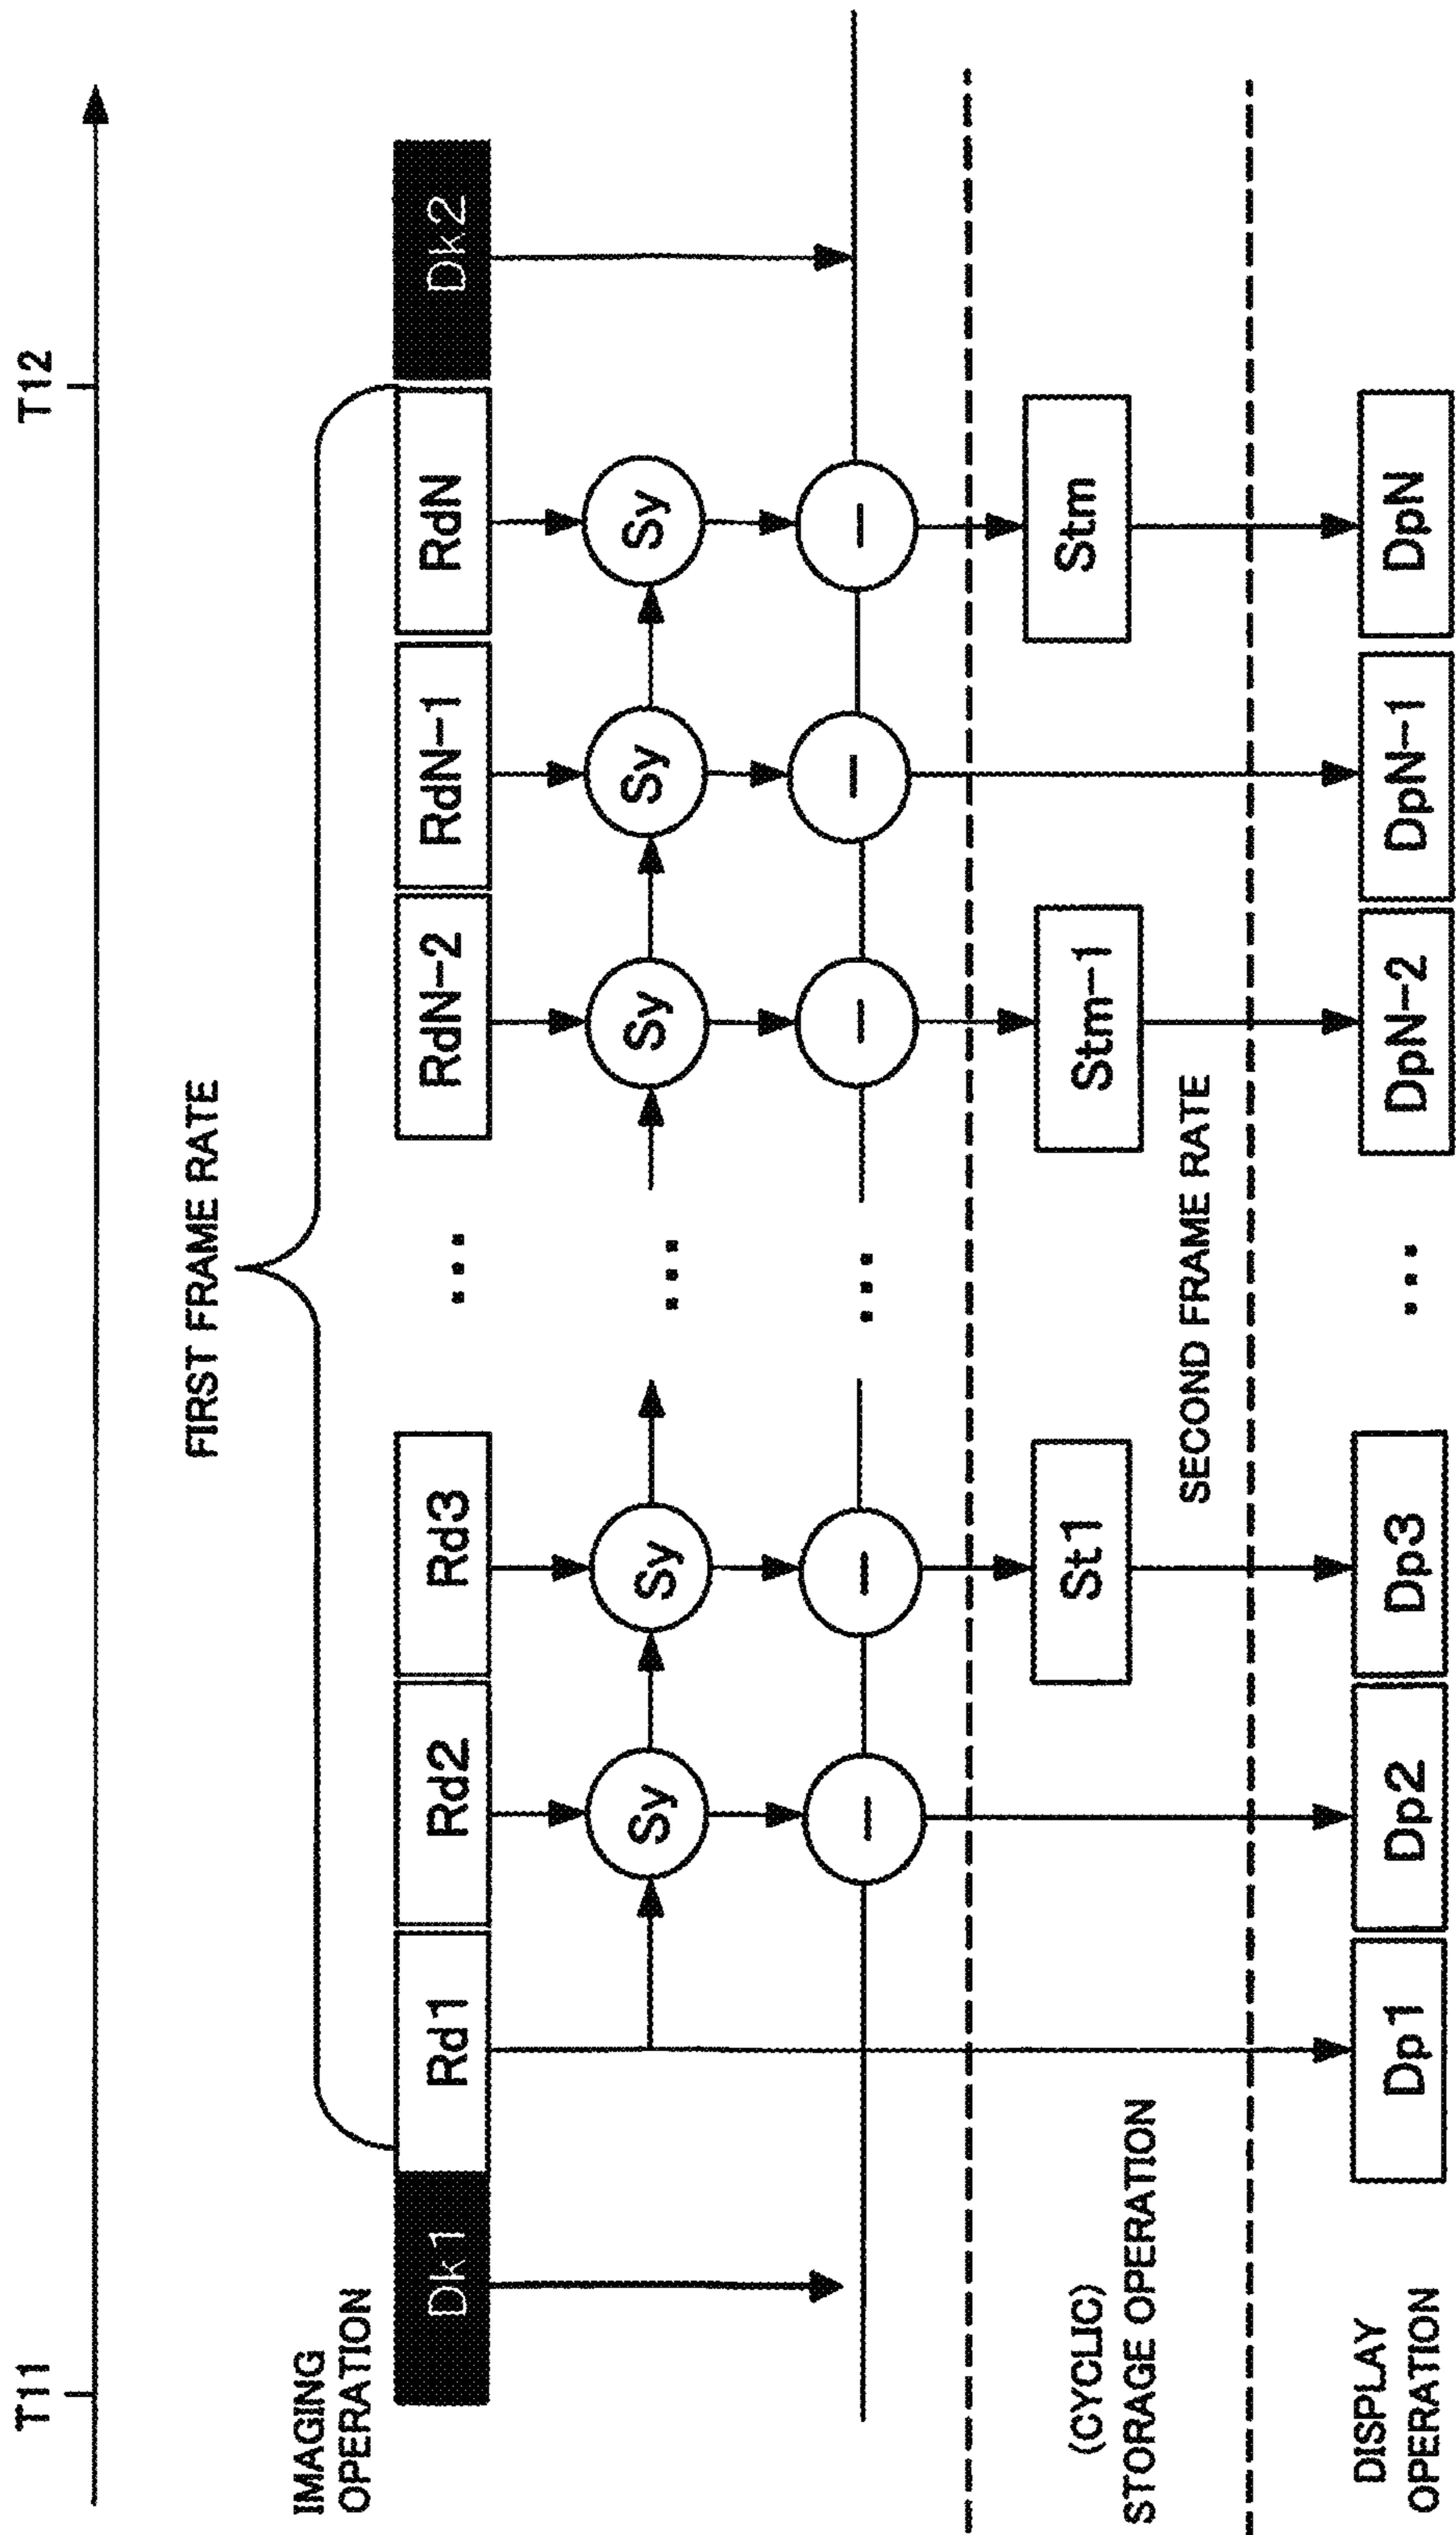 T11
T12
FIRST FRAME RATE
IMAGING
OPERATION
Dk1
Rd1
Rd2
Rd3
...
RdN-2
RdN-1
RdN
Dk2
Sy
Sy
...
Sy
Sy
Sy
−
−
...
−
−
−
(CYCLIC)
STORAGE OPERATION
St1
Stm-1
Stm
SECOND FRAME RATE
DISPLAY
OPERATION
Dp1
Dp2
Dp3
...
DpN-2
DpN-1
DpN